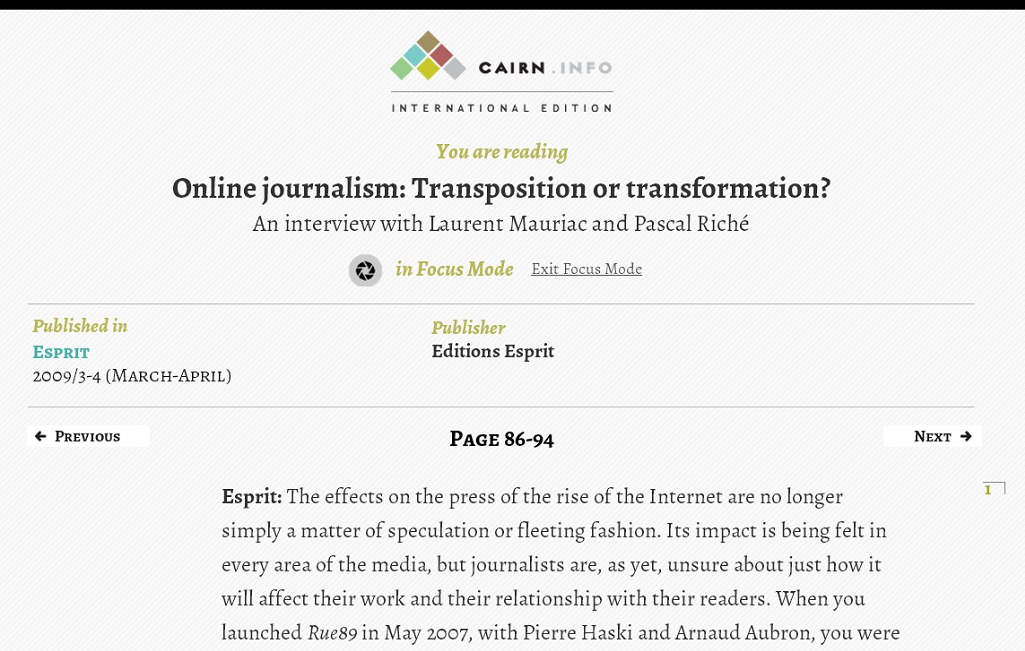 CAIRN.INFO
INTERNATIONAL EDITION
You are reading
Online journalism: Transposition or transformation?
An interview with Laurent Mauriac and Pascal Riché
in Focus Mode Exit Focus Mode
Published in
Esprit
2009/3-4 (March-April)
Publisher
Editions Esprit
← Previous
Page 86-94
Next →
Esprit: The effects on the press of the rise of the Internet are no longer
1
simply a matter of speculation or fleeting fashion. Its impact is being felt in
every area of the media, but journalists are, as yet, unsure about just how it
will affect their work and their relationship with their readers. When you
launched Rue89 in May 2007, with Pierre Haski and Arnaud Aubron, you were